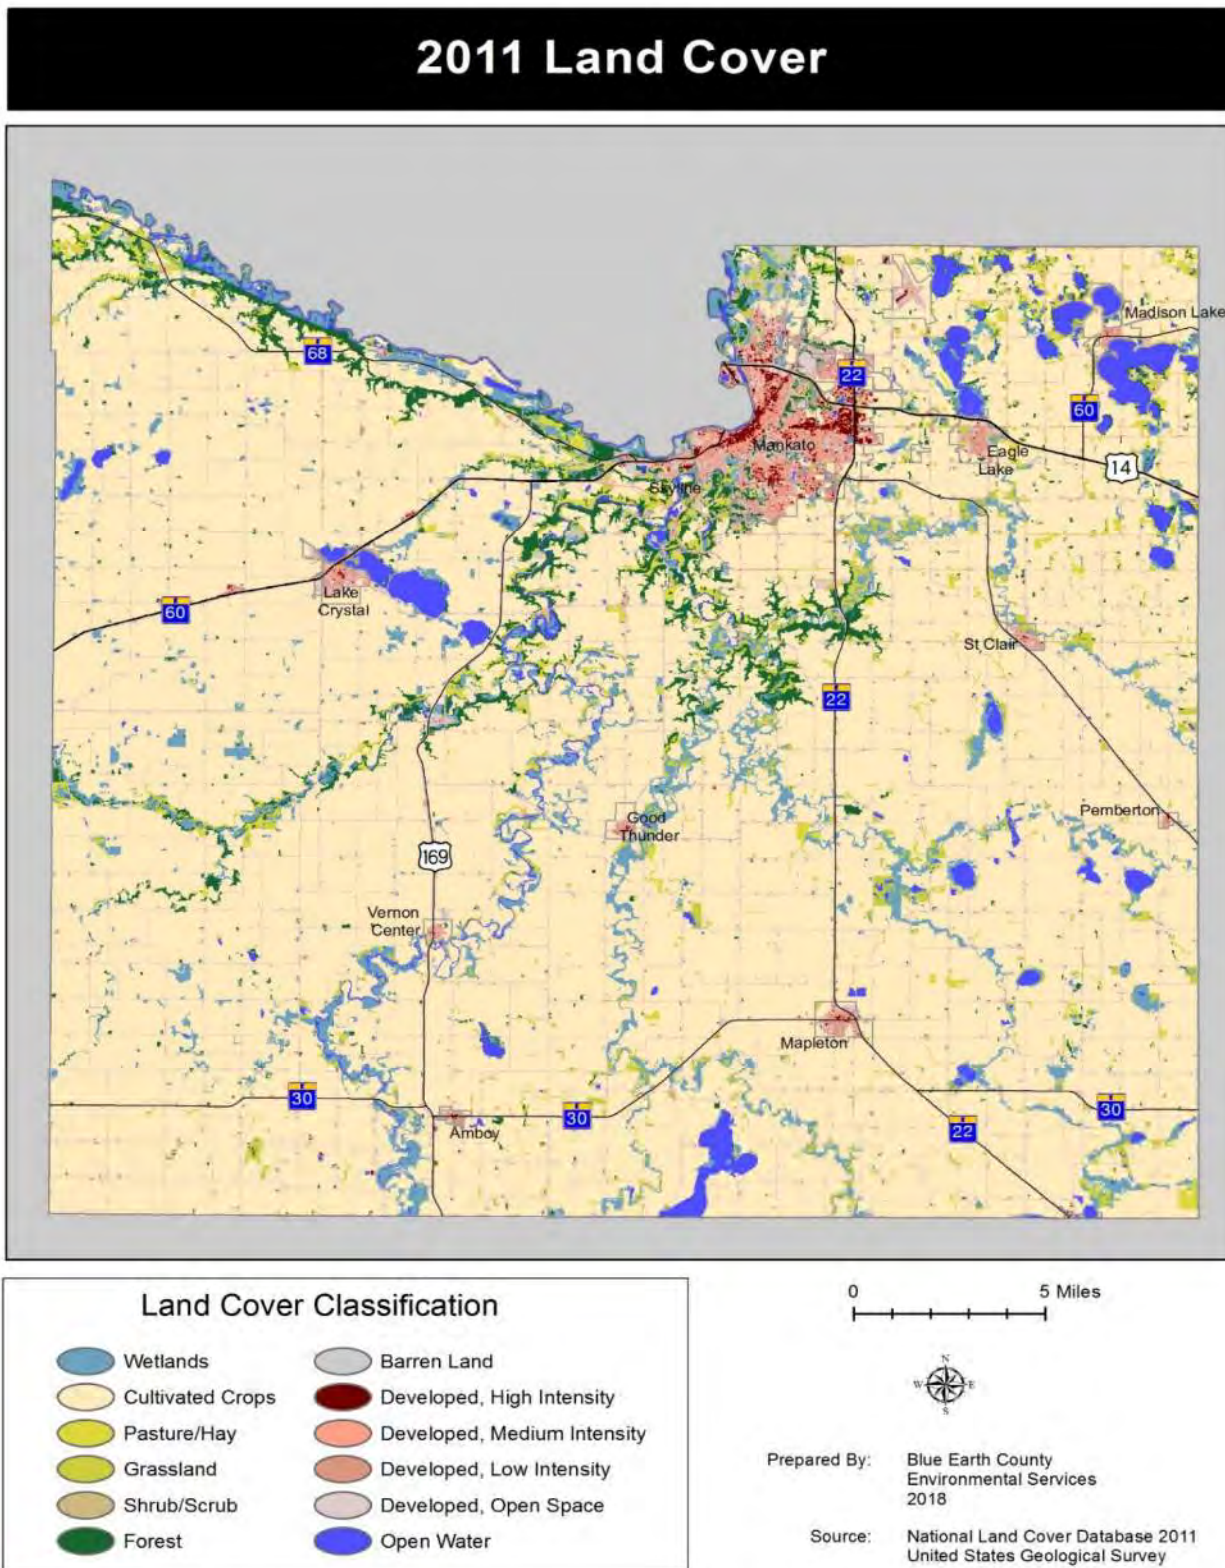 2011 Land Cover
Madison Lake
68
22
60
Mankato
Eagle
Lake
14
Skyline
Lake
Crystal
60
St Clair
22
Pemberton
Good
Thunder
169
Vernon
Center
Mapleton
30
30
30
Amboy
22
Land Cover Classification
Wetlands
Cultivated Crops
Pasture/Hay
Grassland
Shrub/Scrub
Forest
Barren Land
Developed, High Intensity
Developed, Medium Intensity
Developed, Low Intensity
Developed, Open Space
Open Water
0 5 Miles
N
W E
S
Prepared By: Blue Earth County
Environmental Services
2018
Source: National Land Cover Database 2011
United States Geological Survey